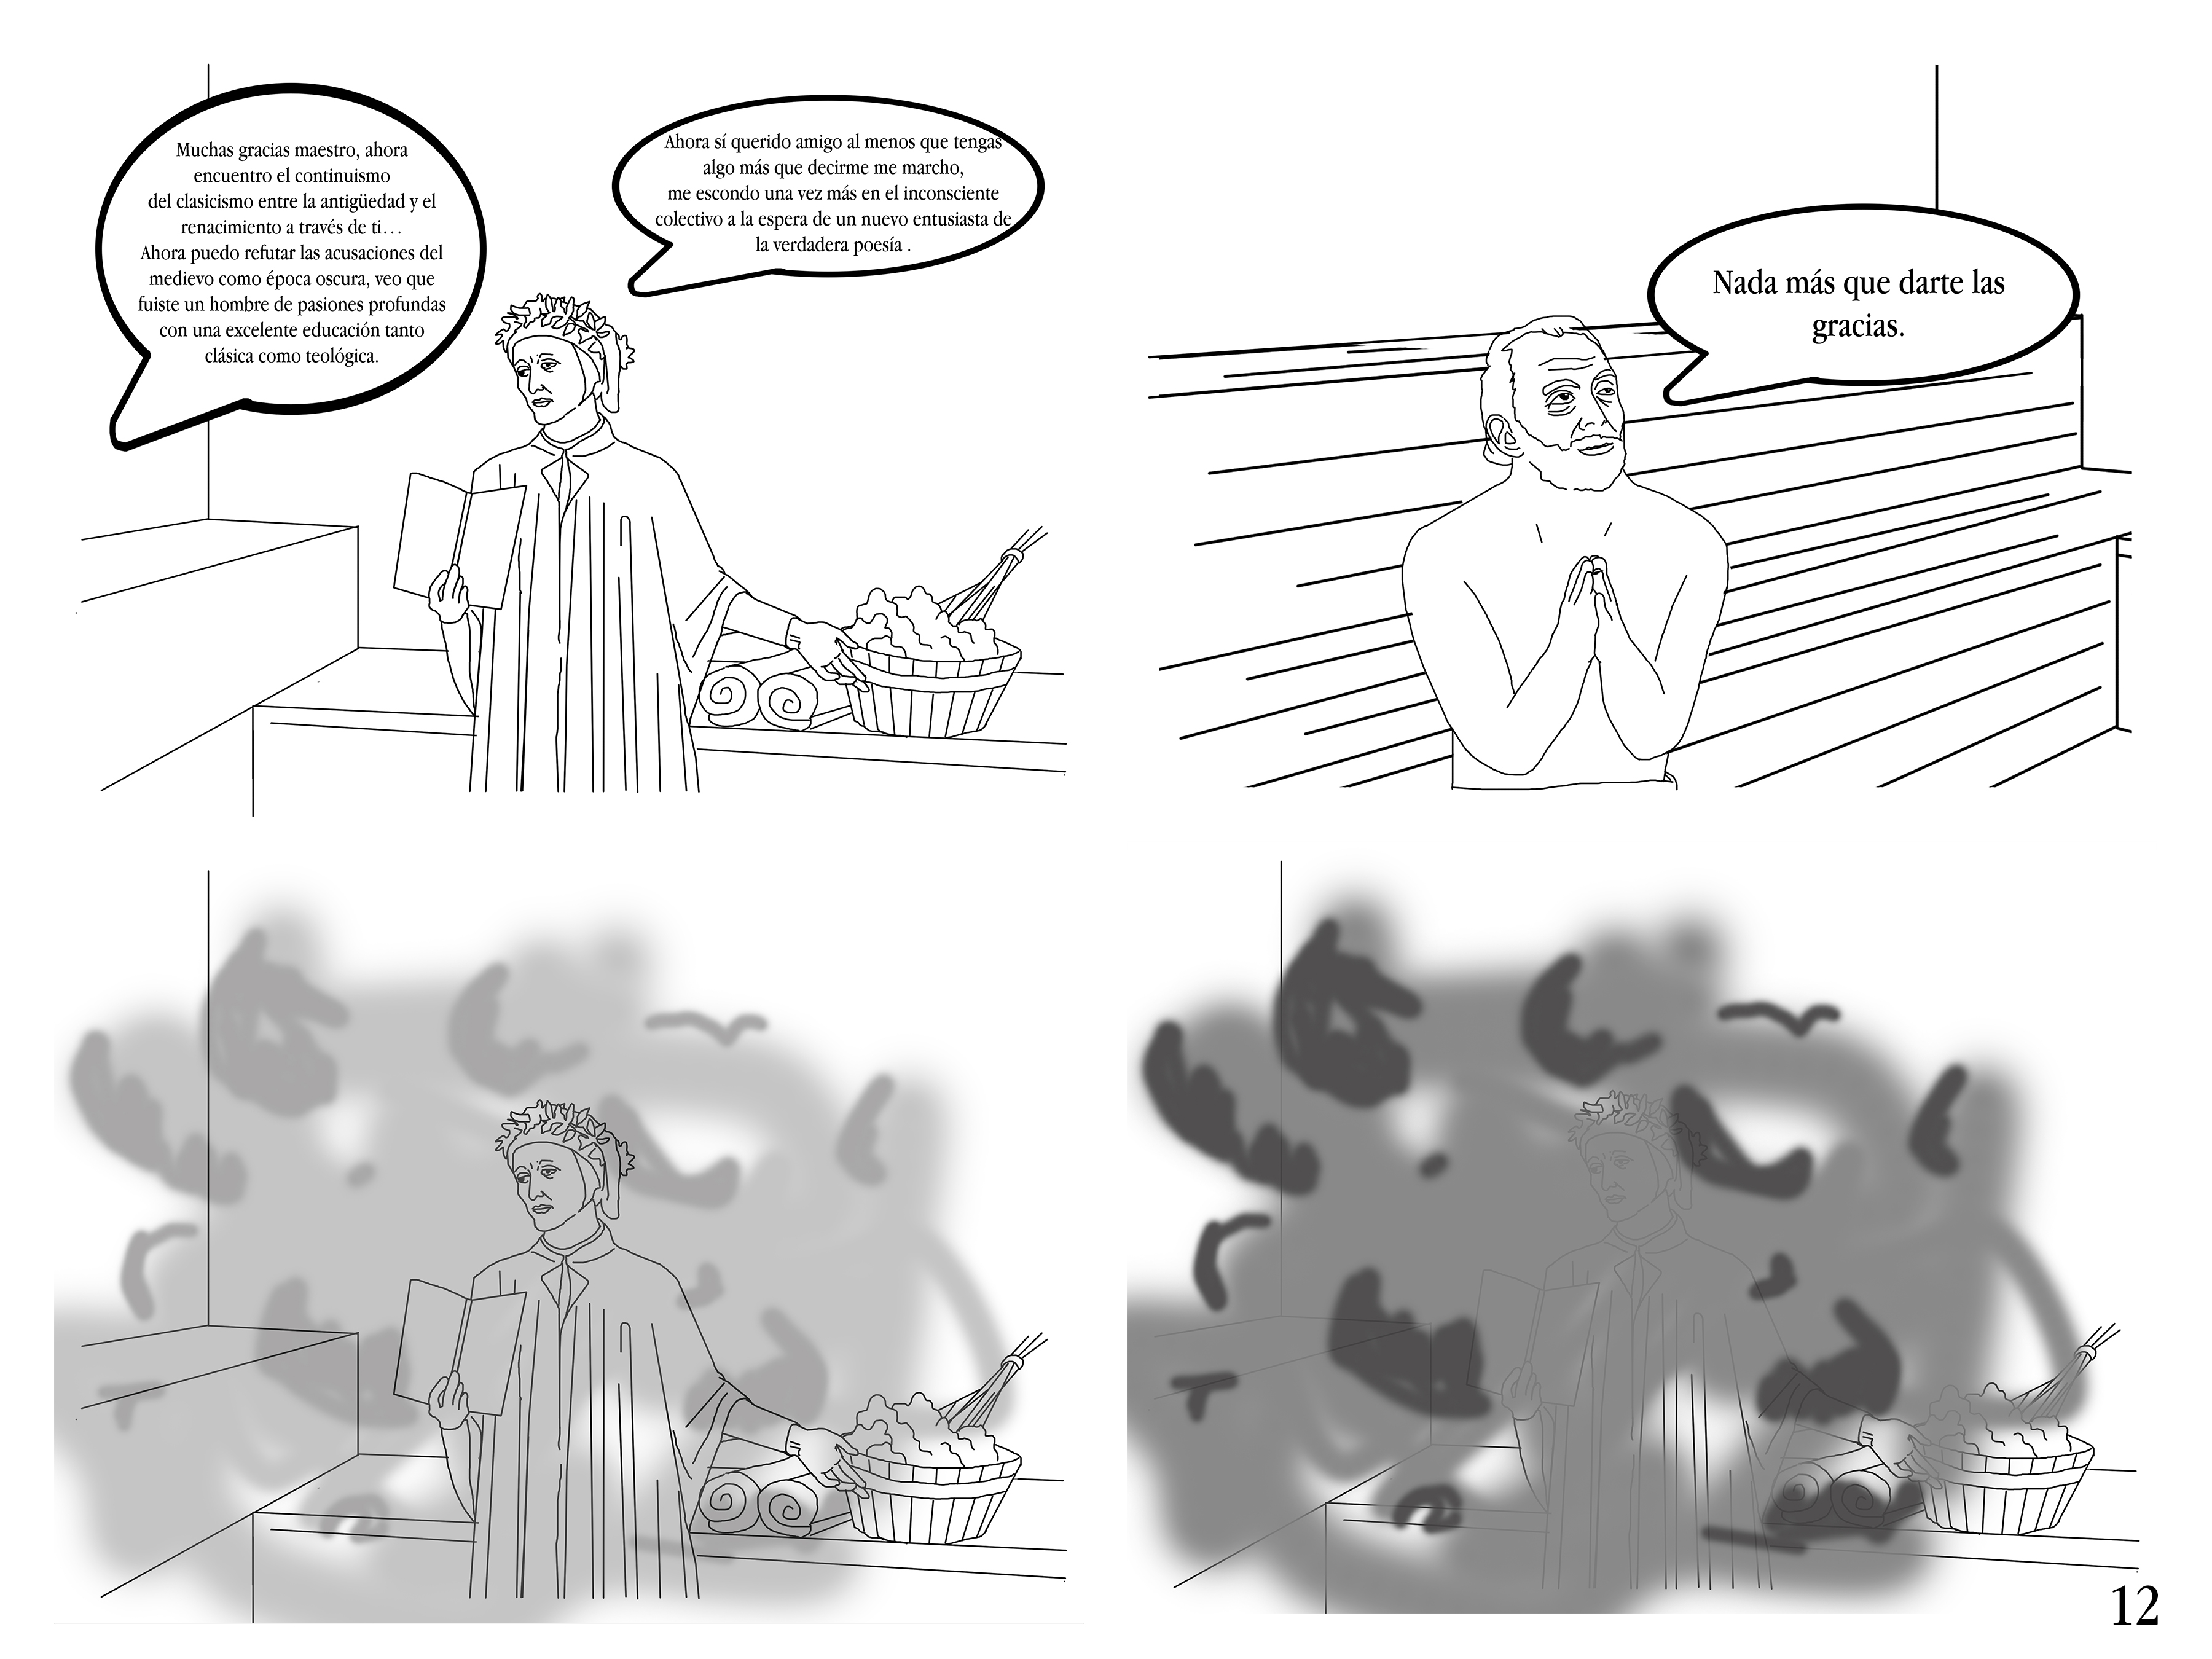 Muchas gracias maestro, ahora
encuentro el continuismo
del clasicismo entre la antigüedad y el
renacimiento a través de ti…
Ahora puedo refutar las acusaciones del
medievo como época oscura, veo que
fuiste un hombre de pasiones profundas
con una excelente educación tanto
clásica como teológica.
Ahora sí querido amigo al menos que tengas
algo más que decirme me marcho,
me escondo una vez más en el inconsciente
colectivo a la espera de un nuevo entusiasta de
la verdadera poesía .
Nada más que darte las
gracias.
12